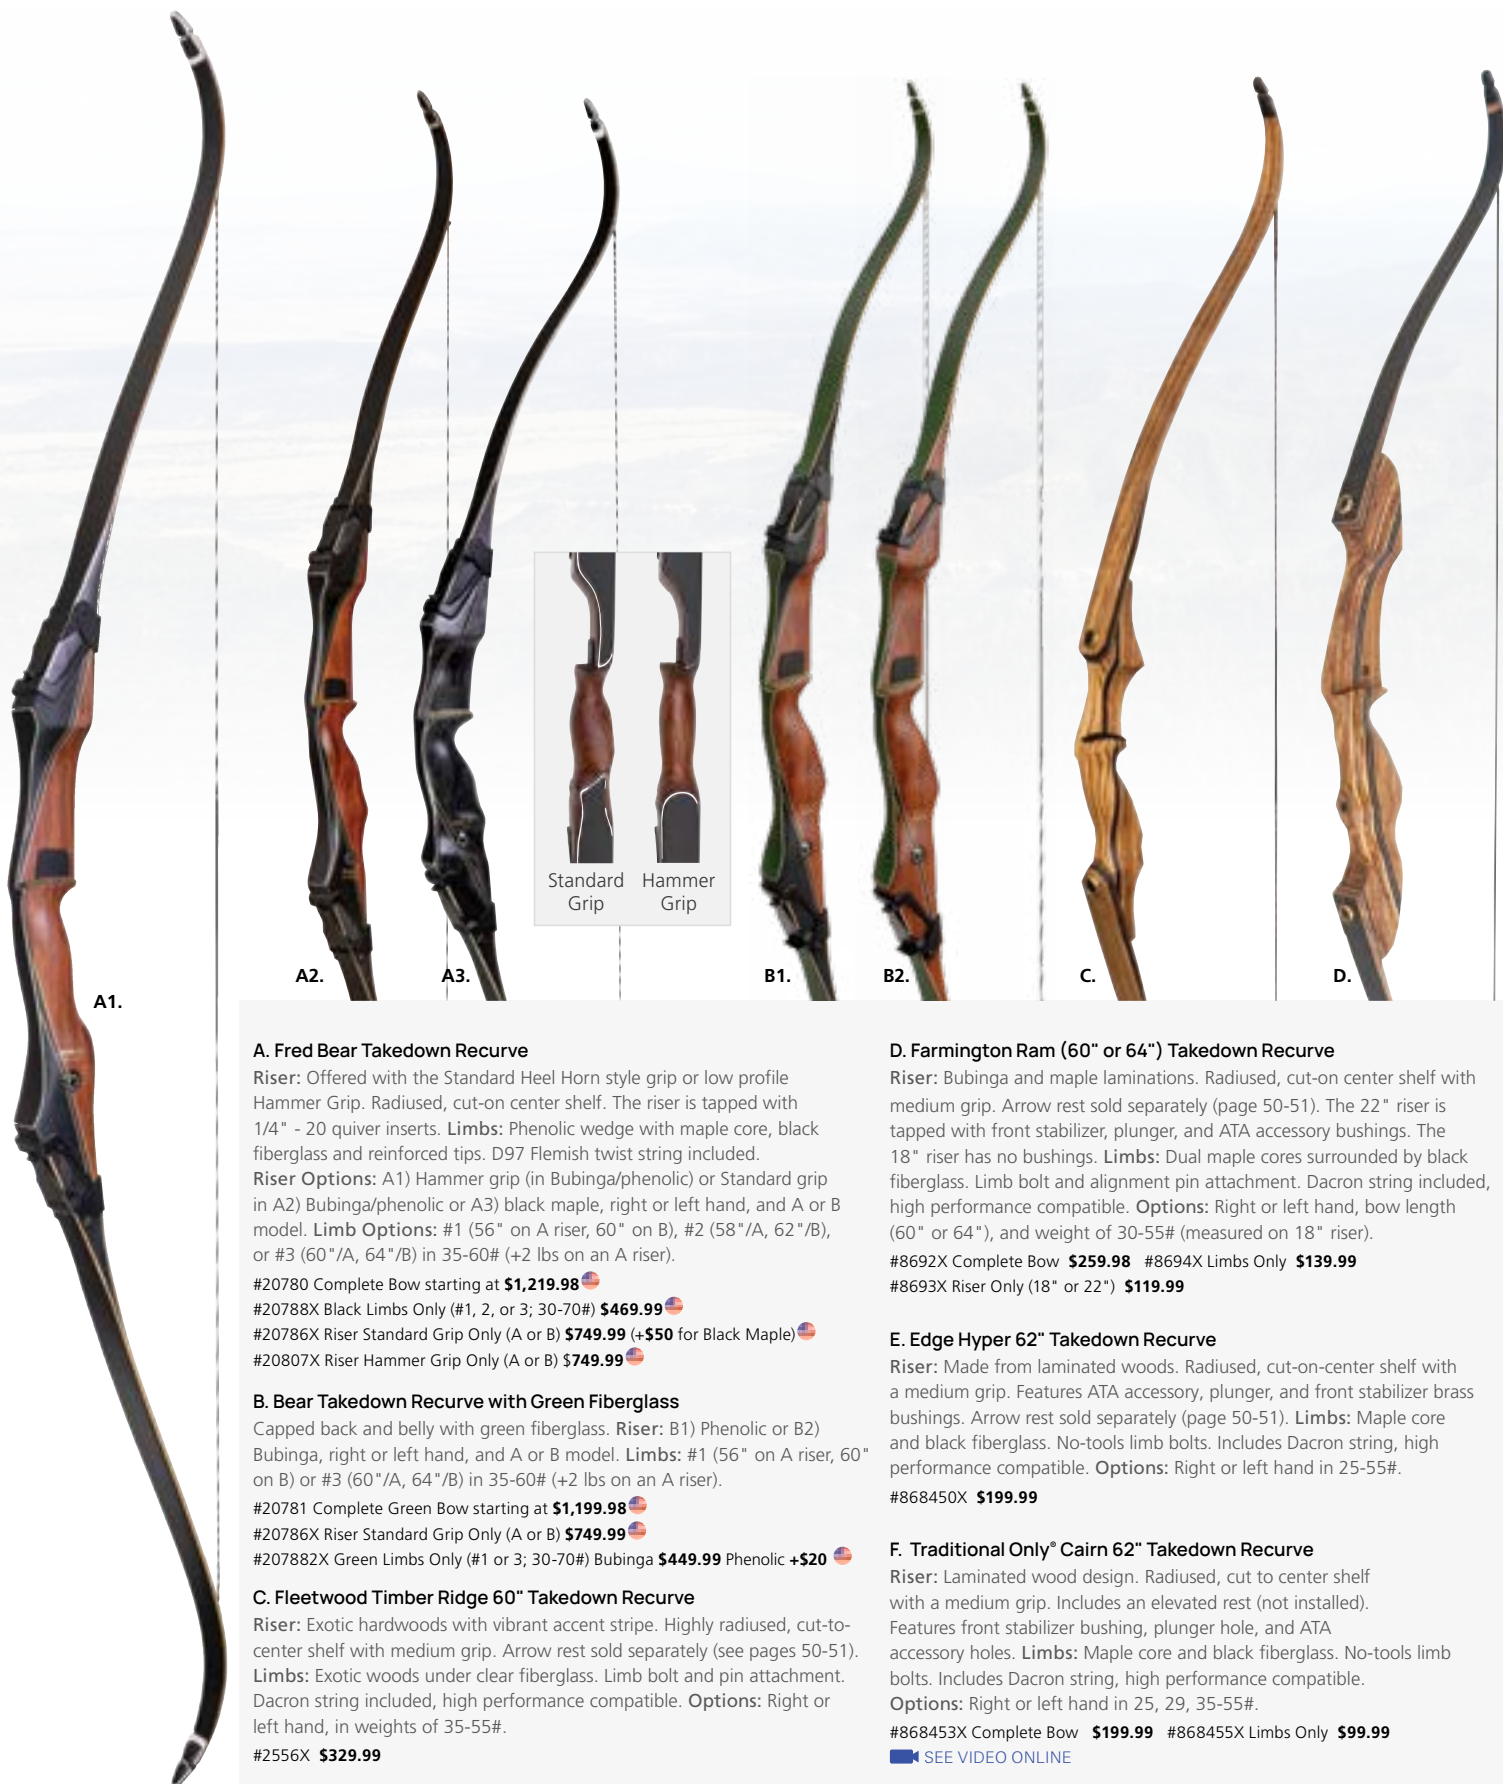 Standard Hammer
Grip Grip
A2. A3. B1. B2. C. D.
A1.
A. Fred Bear Takedown Recurve
Riser: Offered with the Standard Heel Horn style grip or low profile
Hammer Grip. Radiused, cut-on center shelf. The riser is tapped with
1/4" - 20 quiver inserts. Limbs: Phenolic wedge with maple core, black
fiberglass and reinforced tips. D97 Flemish twist string included.
Riser Options: A1) Hammer grip (in Bubinga/phenolic) or Standard grip
in A2) Bubinga/phenolic or A3) black maple, right or left hand, and A or B
model. Limb Options: #1 (56" on A riser, 60" on B), #2 (58"/A, 62"/B),
or #3 (60"/A, 64"/B) in 35-60# (+2 lbs on an A riser).
#20780 Complete Bow starting at $1,219.98
#20788X Black Limbs Only (#1, 2, or 3; 30-70#) $469.99
#20786X Riser Standard Grip Only (A or B) $749.99 (+$50 for Black Maple)
#20807X Riser Hammer Grip Only (A or B) $749.99
B. Bear Takedown Recurve with Green Fiberglass
Capped back and belly with green fiberglass. Riser: B1) Phenolic or B2)
Bubinga, right or left hand, and A or B model. Limbs: #1 (56" on A riser, 60"
on B) or #3 (60"/A, 64"/B) in 35-60# (+2 lbs on an A riser).
#20781 Complete Green Bow starting at $1,199.98
#20786X Riser Standard Grip Only (A or B) $749.99
#207882X Green Limbs Only (#1 or 3; 30-70#) Bubinga $449.99 Phenolic +$20
C. Fleetwood Timber Ridge 60" Takedown Recurve
Riser: Exotic hardwoods with vibrant accent stripe. Highly radiused, cut-to-
center shelf with medium grip. Arrow rest sold separately (see pages 50-51).
Limbs: Exotic woods under clear fiberglass. Limb bolt and pin attachment.
Dacron string included, high performance compatible. Options: Right or
left hand, in weights of 35-55#.
#2556X $329.99
D. Farmington Ram (60" or 64") Takedown Recurve
Riser: Bubinga and maple laminations. Radiused, cut-on center shelf with
medium grip. Arrow rest sold separately (page 50-51). The 22" riser is
tapped with front stabilizer, plunger, and ATA accessory bushings. The
18" riser has no bushings. Limbs: Dual maple cores surrounded by black
fiberglass. Limb bolt and alignment pin attachment. Dacron string included,
high performance compatible. Options: Right or left hand, bow length
(60" or 64"), and weight of 30-55# (measured on 18" riser).
#8692X Complete Bow $259.98 #8694X Limbs Only $139.99
#8693X Riser Only (18" or 22") $119.99
E. Edge Hyper 62" Takedown Recurve
Riser: Made from laminated woods. Radiused, cut-on-center shelf with
a medium grip. Features ATA accessory, plunger, and front stabilizer brass
bushings. Arrow rest sold separately (page 50-51). Limbs: Maple core
and black fiberglass. No-tools limb bolts. Includes Dacron string, high
performance compatible. Options: Right or left hand in 25-55#.
#868450X $199.99
F. Traditional Only® Cairn 62" Takedown Recurve
Riser: Laminated wood design. Radiused, cut to center shelf
with a medium grip. Includes an elevated rest (not installed).
Features front stabilizer bushing, plunger hole, and ATA
accessory holes. Limbs: Maple core and black fiberglass. No-tools limb
bolts. Includes Dacron string, high performance compatible.
Options: Right or left hand in 25, 29, 35-55#.
#868453X Complete Bow $199.99 #868455X Limbs Only $99.99
SEE VIDEO ONLINE